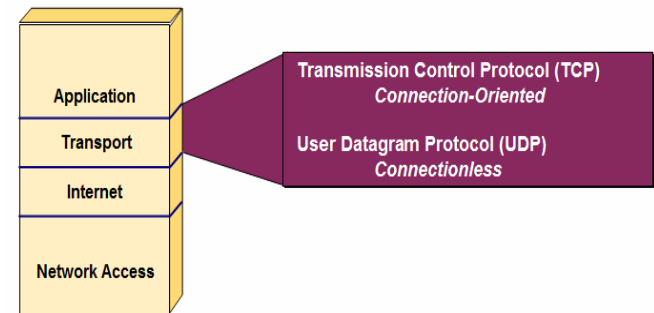 Application
Transport
Internet
Network Access
Transmission Control Protocol (TCP)
Connection-Oriented
User Datagram Protocol (UDP)
Connectionless